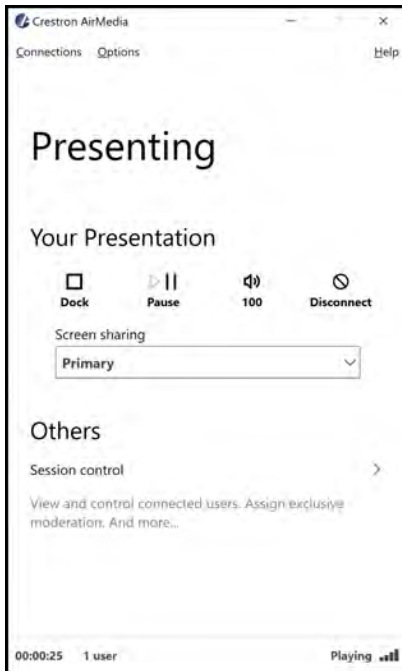 Crestron AirMedia
Connections Options Help
Presenting
Your Presentation
Dock Pause 100 Disconnect
Screen sharing
Primary
Others
Session control
View and control connected users. Assign exclusive
moderation. And more...
00:00:25 1 user Playing